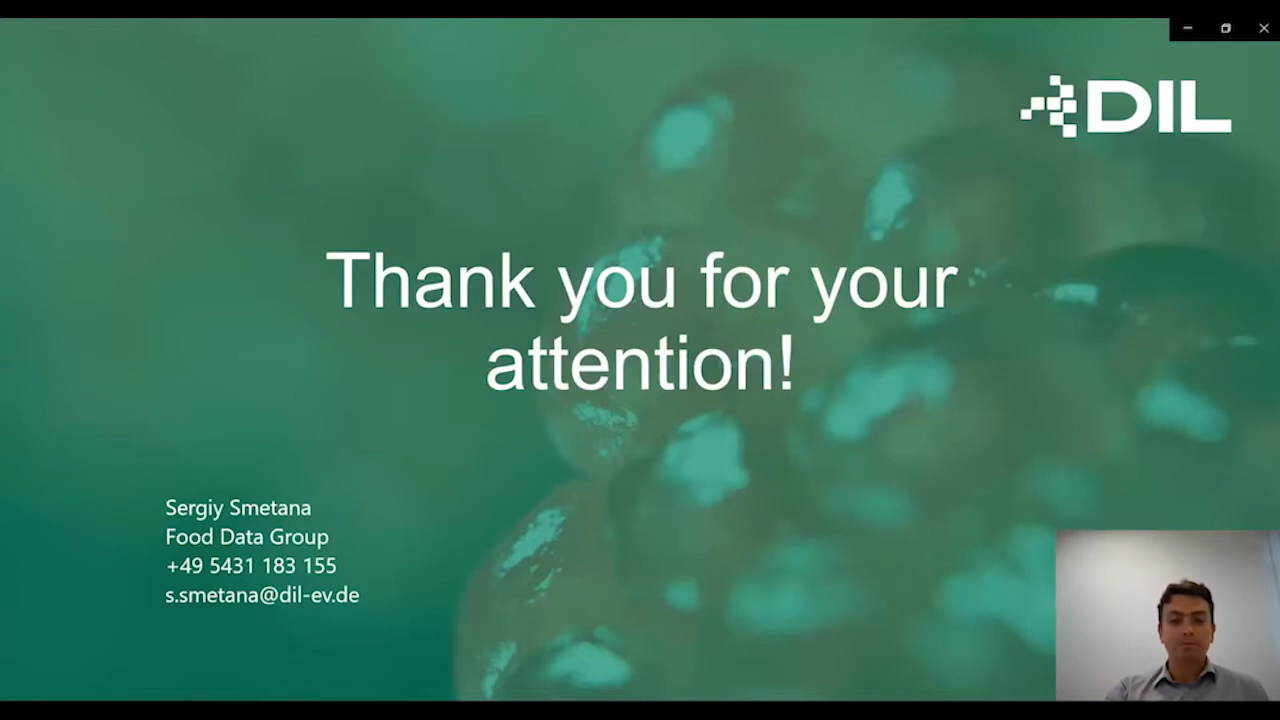 DIL
Thank you for your
attention!
Sergiy Smetana
Food Data Group
+49 5431 183 155
s.smetana@dil-ev.de